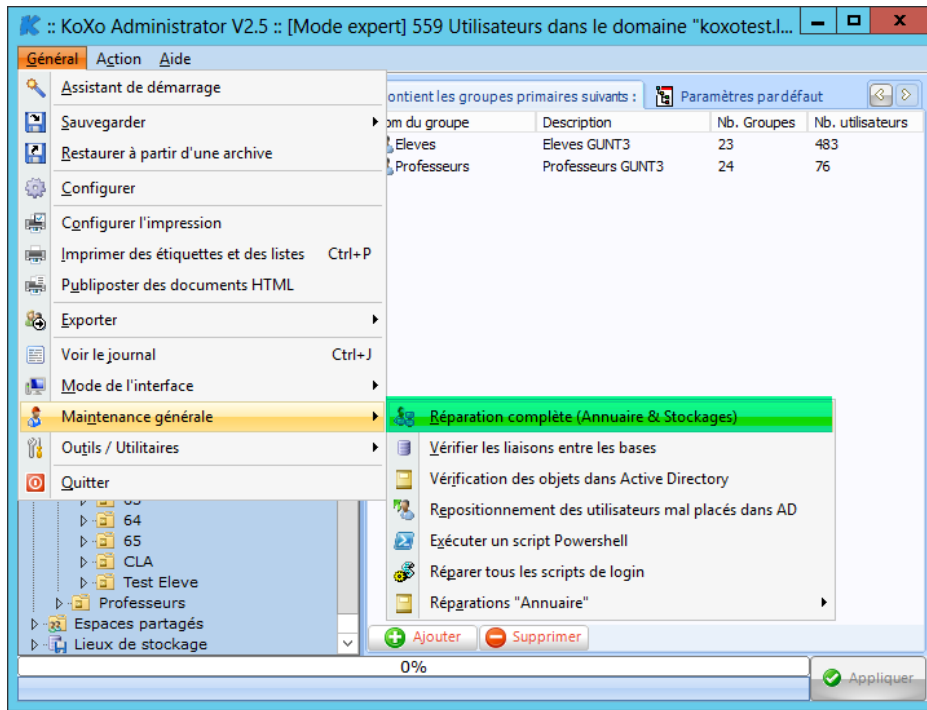 :: KoXo Administrator V2.5 :: [Mode expert] 559 Utilisateurs dans le domaine "koxotest.l...
Général Action Aide
Assistant de démarrage
Sauvegarder
Restaurer à partir d'une archive
Configurer
Configurer l'impression
Imprimer des étiquettes et des listes Ctrl+P
Publiposter des documents HTML
Exporter
Voir le journal Ctrl+J
Mode de l'interface
Maintenance générale
Outils / Utilitaires
Quitter
ontient les groupes primaires suivants : Paramètres par défaut
om du groupe Description Nb. Groupes Nb. utilisateurs
Eleves Eleves GUNT3 23 483
Professeurs Professeurs GUNT3 24 76
Réparation complète (Annuaire & Stockages)
Vérifier les liaisons entre les bases
Vérification des objets dans Active Directory
Repositionnement des utilisateurs mal placés dans AD
Exécuter un script Powershell
Réparer tous les scripts de login
Réparations "Annuaire"
64
65
CLA
Test Eleve
Professeurs
Espaces partagés
Lieux de stockage
Ajouter Supprimer
0%
Appliquer